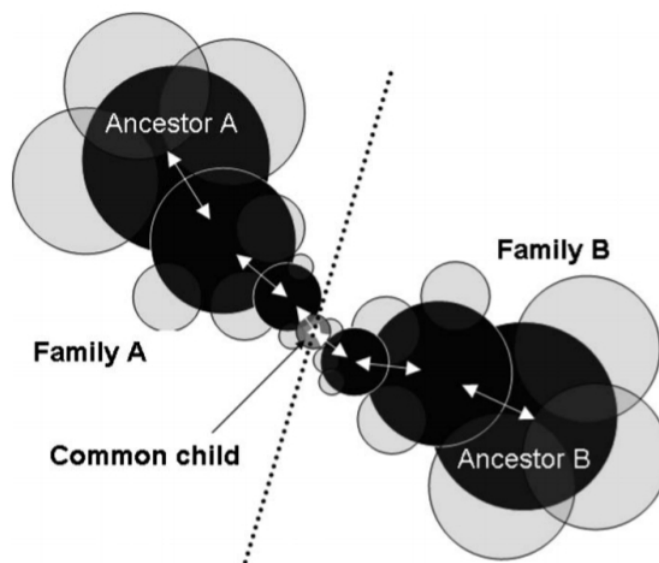 Ancestor A
Family B
Family A
Common child
Ancestor B